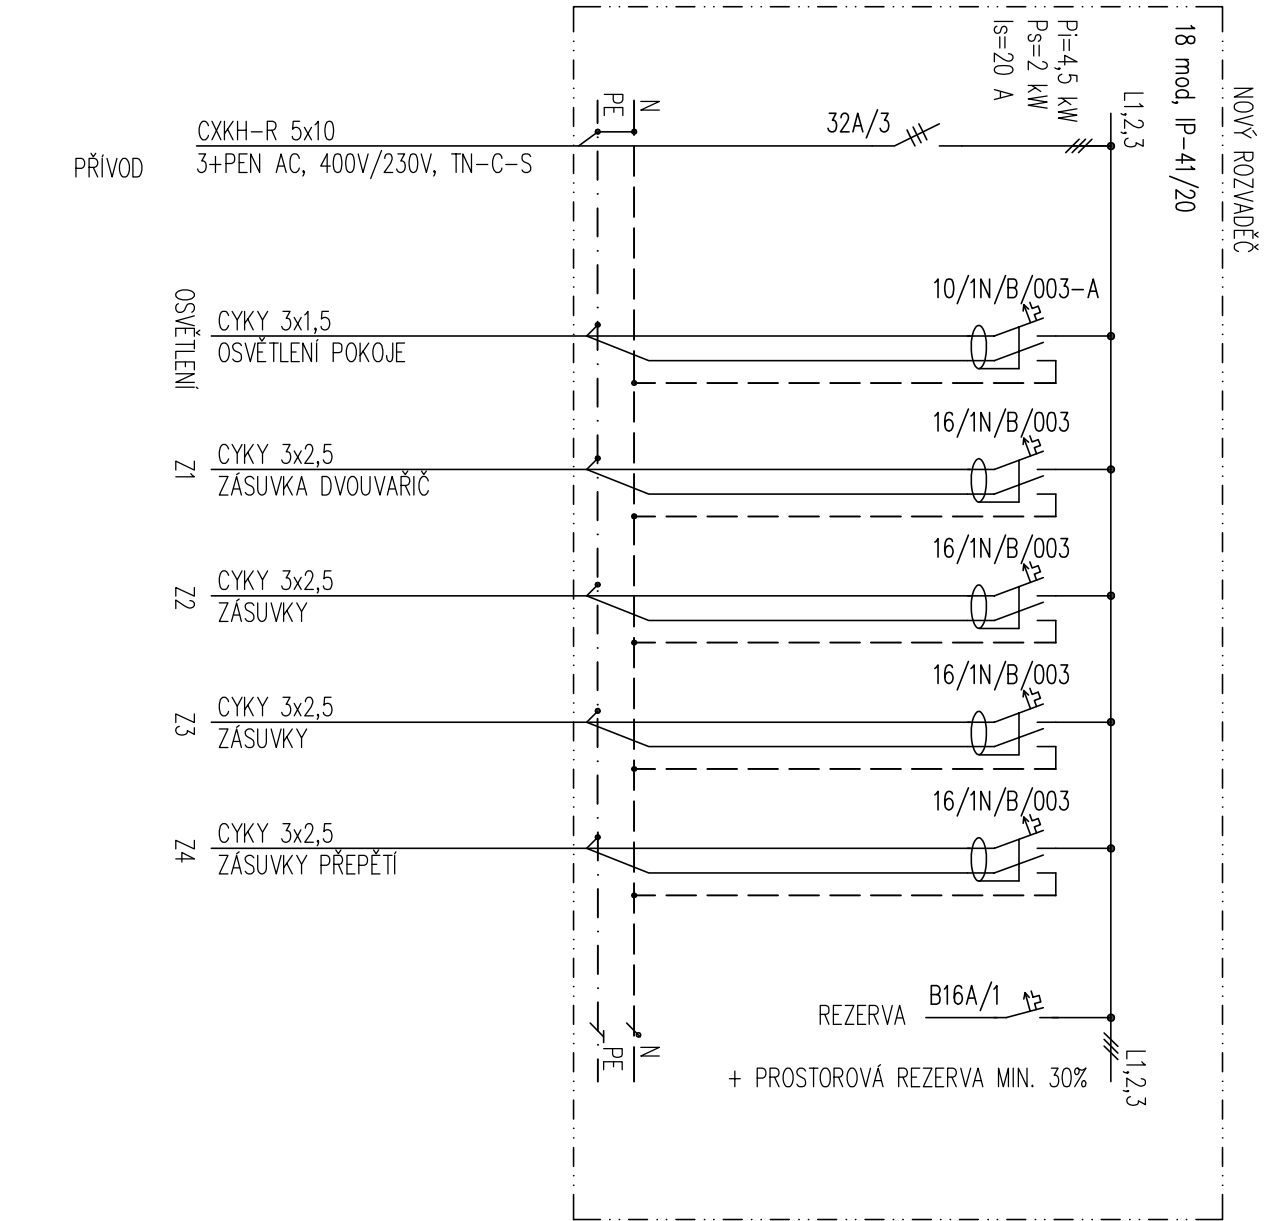 NOVÝ ROZVADĚČ
18 mod, IP-41/20
Pi=4,5 kW
Ps=2 kW
Is=20 A
L1,2,3
N
PE
PŘÍVOD
CXKH-R 5x10
3+PEN AC, 400V/230V, TN-C-S
32A/3
OSVĚTLENÍ
CYKY 3x1,5
OSVĚTLENÍ POKOJE
10/1N/B/003-A
Z1
CYKY 3x2,5
ZÁSUVKA DVOUVAŘIČ
16/1N/B/003
Z2
CYKY 3x2,5
ZÁSUVKY
16/1N/B/003
Z3
CYKY 3x2,5
ZÁSUVKY
16/1N/B/003
Z4
CYKY 3x2,5
ZÁSUVKY PŘEPĚTÍ
16/1N/B/003
REZERVA
B16A/1
N
PE
L1,2,3
+ PROSTOROVÁ REZERVA MIN. 30%